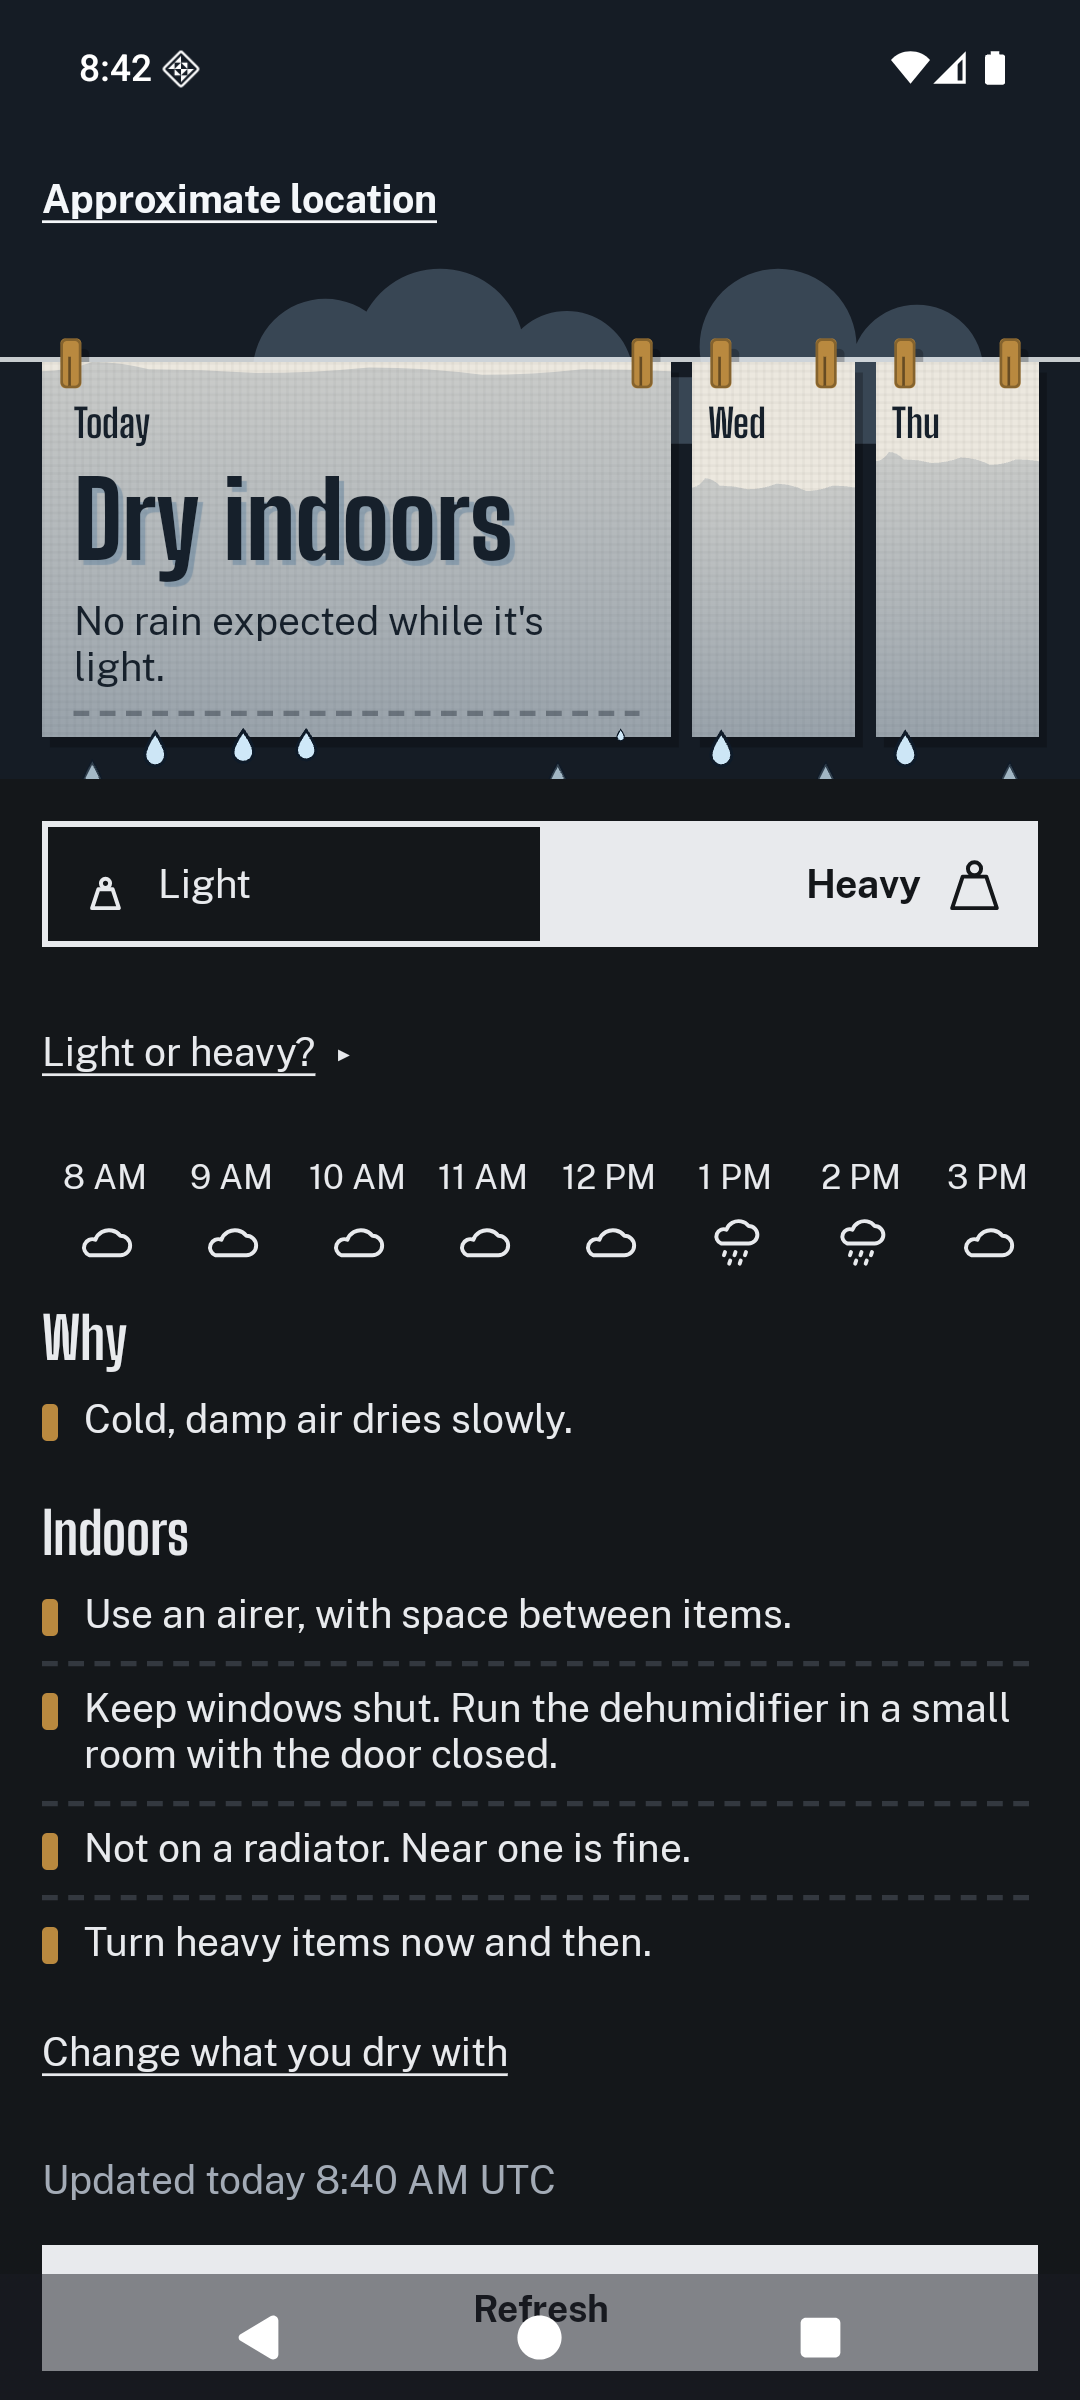 8:42
Approximate location
Today
Wed
Thu
Dry indoors
No rain expected while it's
light.
Light
Heavy
Light or heavy?
8 AM 9 AM 10 AM 11 AM 12 PM 1 PM 2 PM 3 PM
Why
Cold, damp air dries slowly.
Indoors
Use an airer, with space between items.
Keep windows shut. Run the dehumidifier in a small
room with the door closed.
Not on a radiator. Near one is fine.
Turn heavy items now and then.
Change what you dry with
Updated today 8:40 AM UTC
Refresh